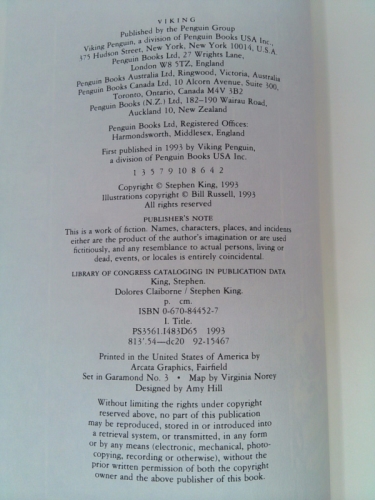 VIKING
Published by the Penguin Group
Viking Penguin, a division of Penguin Books USA Inc.,
375 Hudson Street, New York, New York 10014, U.S.A.
Penguin Books Ltd, 27 Wrights Lane,
London W8 5TZ, England
Penguin Books Australia Ltd, Ringwood, Victoria, Australia
Penguin Books Canada Ltd, 10 Alcorn Avenue, Suite 300,
Toronto, Ontario, Canada M4V 3B2
Penguin Books (N.Z.) Ltd, 182–190 Wairau Road,
Auckland 10, New Zealand
Penguin Books Ltd, Registered Offices:
Harmondsworth, Middlesex, England
First published in 1993 by Viking Penguin,
a division of Penguin Books USA Inc.
1 3 5 7 9 10 8 6 4 2
Copyright © Stephen King, 1993
Illustrations copyright © Bill Russell, 1993
All rights reserved
PUBLISHER'S NOTE
This is a work of fiction. Names, characters, places, and incidents
either are the product of the author's imagination or are used
fictitiously, and any resemblance to actual persons, living or
dead, events, or locales is entirely coincidental.
LIBRARY OF CONGRESS CATALOGING IN PUBLICATION DATA
King, Stephen.
Dolores Claiborne / Stephen King.
p. cm.
ISBN 0-670-84452-7
I. Title.
PS3561.I483D65 1993
813'.54—dc20 92-15467
Printed in the United States of America by
Arcata Graphics, Fairfield
Set in Garamond No. 3 • Map by Virginia Norey
Designed by Amy Hill
Without limiting the rights under copyright
reserved above, no part of this publication
may be reproduced, stored in or introduced into
a retrieval system, or transmitted, in any form
or by any means (electronic, mechanical, photo-
copying, recording or otherwise), without the
prior written permission of both the copyright
owner and the above publisher of this book.